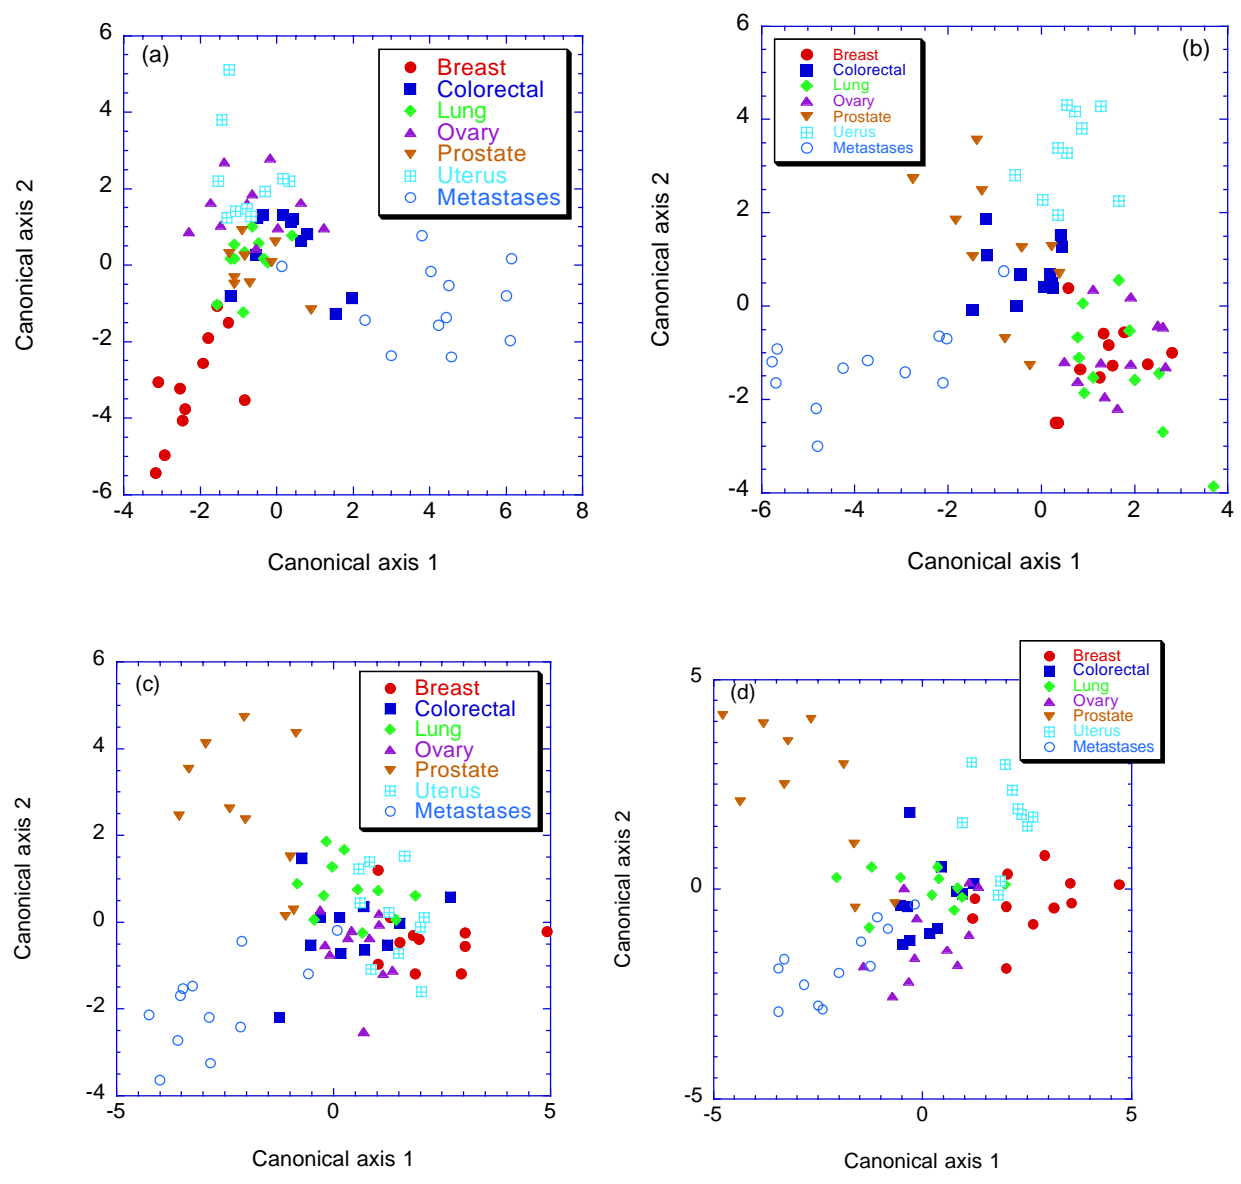 (a)
Breast
Colorectal
Lung
Ovary
Prostate
Uterus
Metastases
6
4
2
0
-2
-4
-6
-4
-2
0
2
4
6
8
Canonical axis 2
Canonical axis 1
(b)
Breast
Colorectal
Lung
Ovary
Prostate
Uerus
Metastases
6
4
2
0
-2
-4
-6
-4
-2
0
2
4
Canonical axis 2
Canonical axis 1
(c)
Breast
Colorectal
Lung
Ovary
Prostate
Uterus
Metastases
6
4
2
0
-2
-4
-5
0
5
Canonical axis 2
Canonical axis 1
(d)
Breast
Colorectal
Lung
Ovary
Prostate
Uterus
Metastases
5
0
-5
-5
0
5
Canonical axis 2
Canonical axis 1